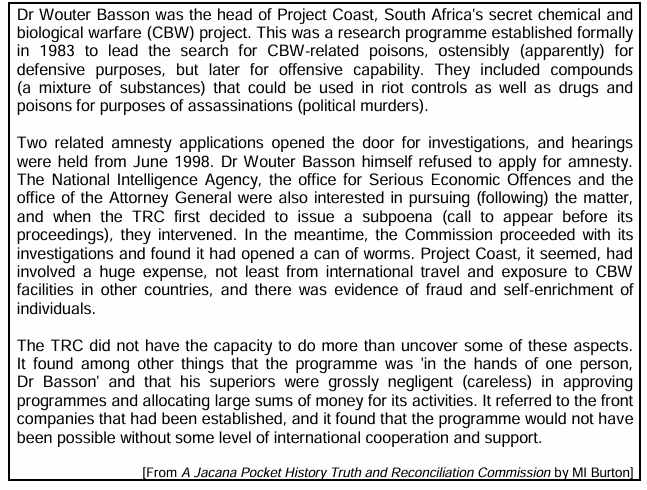 Dr Wouter Basson was the head of Project Coast, South Africa's secret chemical and
biological warfare (CBW) project. This was a research programme established formally
in 1983 to lead the search for CBW-related poisons, ostensibly (apparently) for
defensive purposes, but later for offensive capability. They included compounds
(a mixture of substances) that could be used in riot controls as well as drugs and
poisons for purposes of assassinations (political murders).
Two related amnesty applications opened the door for investigations, and hearings
were held from June 1998. Dr Wouter Basson himself refused to apply for amnesty.
The National Intelligence Agency, the office for Serious Economic Offences and the
office of the Attorney General were also interested in pursuing (following) the matter,
and when the TRC first decided to issue a subpoena (call to appear before its
proceedings), they intervened. In the meantime, the Commission proceeded with its
investigations and found it had opened a can of worms. Project Coast, it seemed, had
involved a huge expense, not least from international travel and exposure to CBW
facilities in other countries, and there was evidence of fraud and self-enrichment of
individuals.
The TRC did not have the capacity to do more than uncover some of these aspects.
It found among other things that the programme was 'in the hands of one person,
Dr Basson' and that his superiors were grossly negligent (careless) in approving
programmes and allocating large sums of money for its activities. It referred to the front
companies that had been established, and it found that the programme would not have
been possible without some level of international cooperation and support.
[From A Jacana Pocket History Truth and Reconciliation Commission by MI Burton]